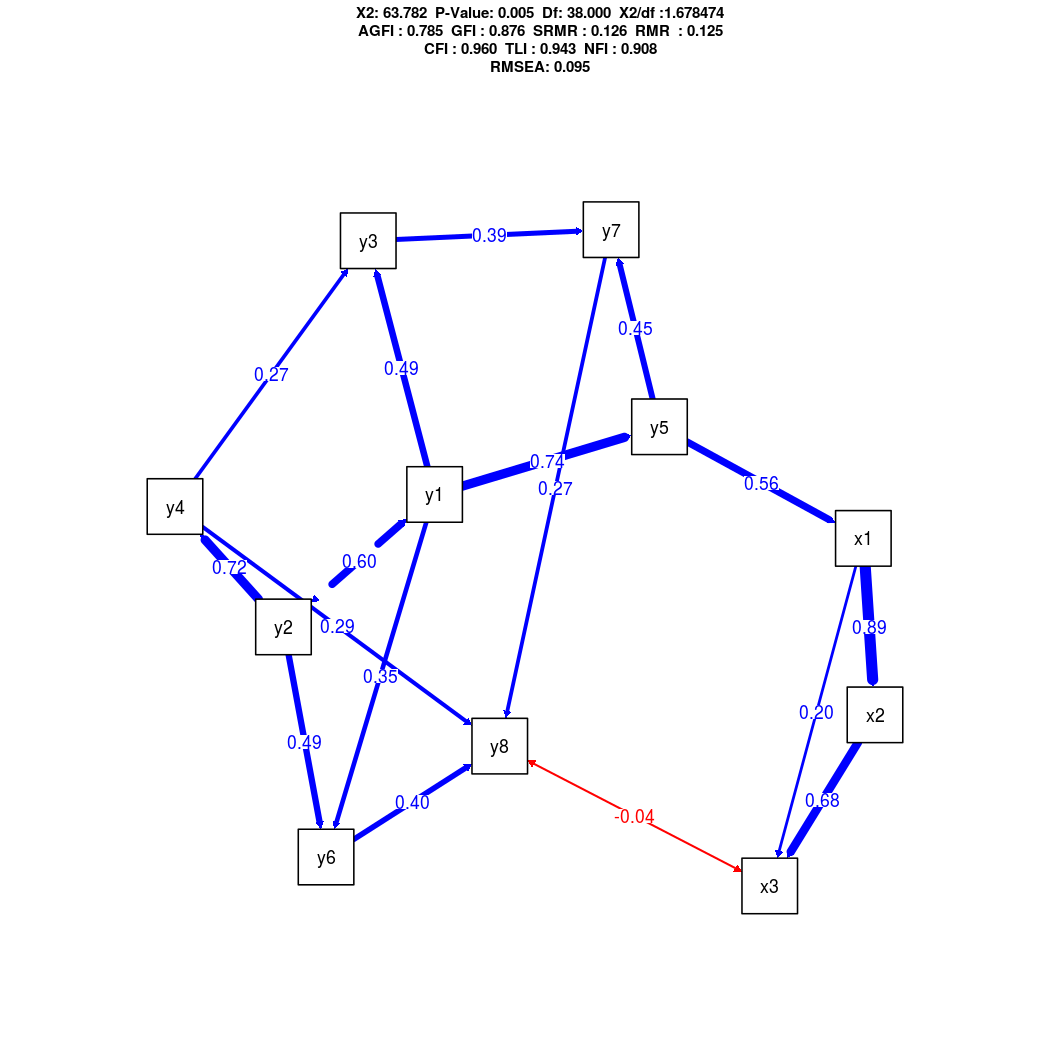 X2: 63.782 P-Value: 0.005 Df: 38.000 X2/df :1.678474
AGFI : 0.785 GFI : 0.876 SRMR : 0.126 RMR : 0.125
CFI : 0.960 TLI : 0.943 NFI : 0.908
RMSEA: 0.095
y7
y3
0.39
0.45
0.49
0.27
y5
0.74
0.56
0.27
y1
y4
x1
0.60
0.72
0.29
y2
0.89
0.35
0.20
x2
0.49
y8
0.68
0.40
-0.04
y6
x3